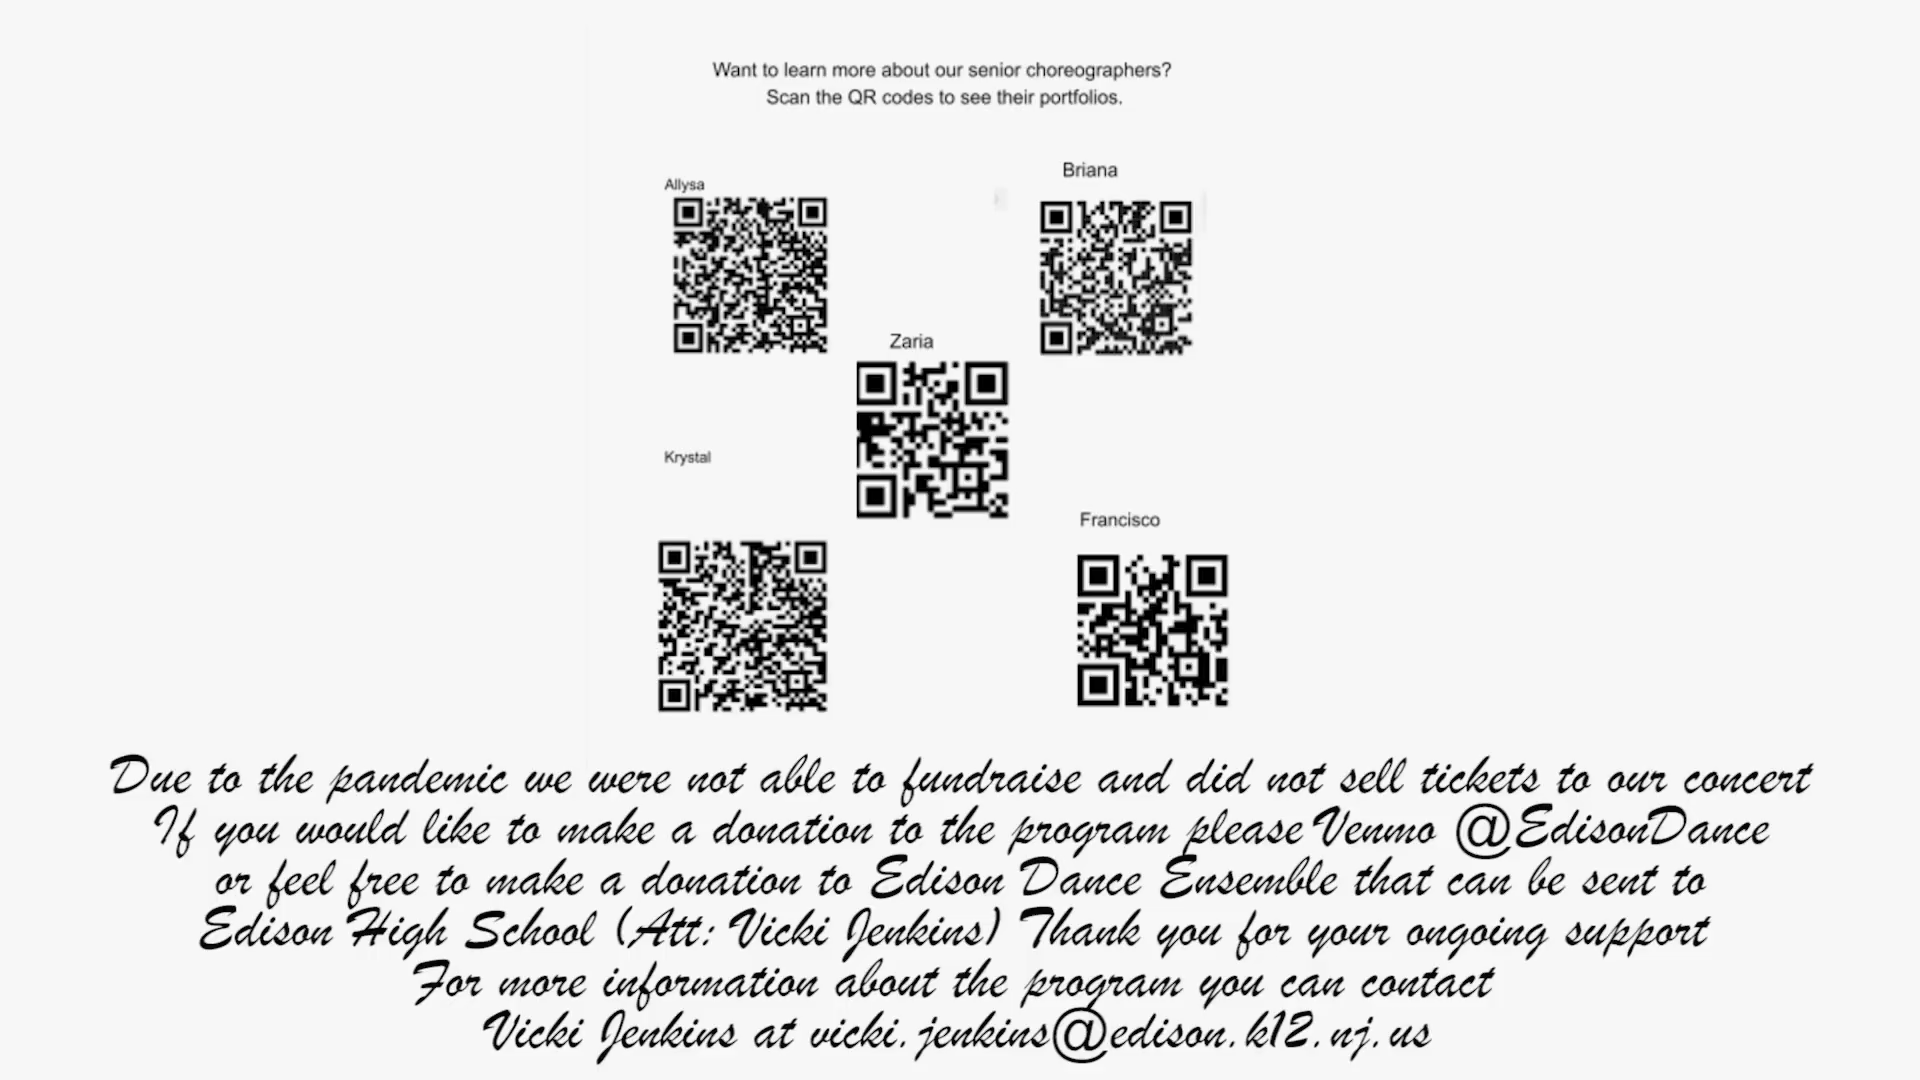 Want to learn more about our senior choreographers?
Scan the QR codes to see their portfolios.
Allysa
Briana
Zaria
Krystal
Francisco
Due to the pandemic we were not able to fundraise and did not sell tickets to our concert
If you would like to make a donation to the program please Venmo @EdisonDance
or feel free to make a donation to Edison Dance Ensemble that can be sent to
Edison High School (Att: Vicki Jenkins) Thank you for your ongoing support
For more information about the program you can contact
Vicki Jenkins at vicki.jenkins@edison.k12.nj.us